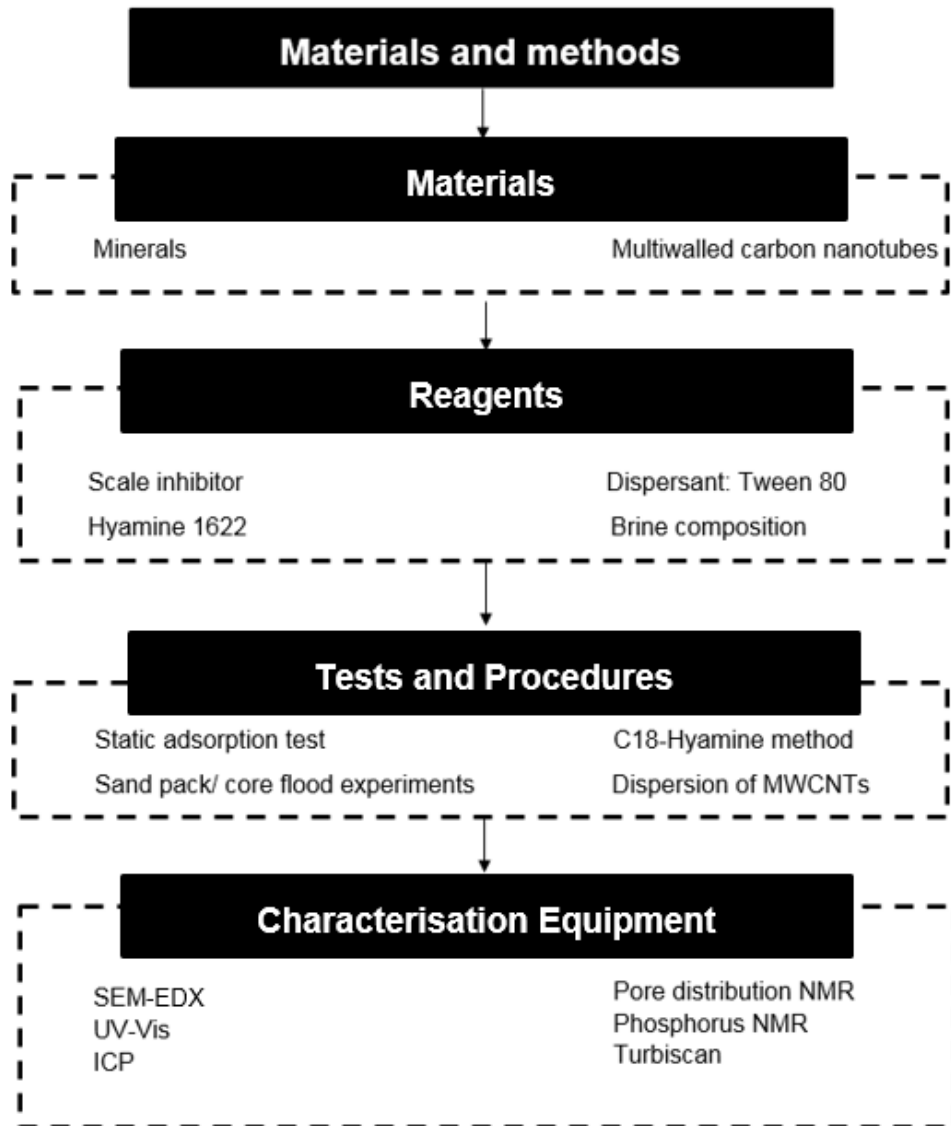 Materials and methods
Materials
Minerals
Multiwalled carbon nanotubes
Reagents
Scale inhibitor
Dispersant: Tween 80
Hyamine 1622
Brine composition
Tests and Procedures
Static adsorption test
C18-Hyamine method
Sand pack/ core flood experiments
Dispersion of MWCNTs
Characterisation Equipment
SEM-EDX
Pore distribution NMR
UV-Vis
Phosphorus NMR
ICP
Turbiscan